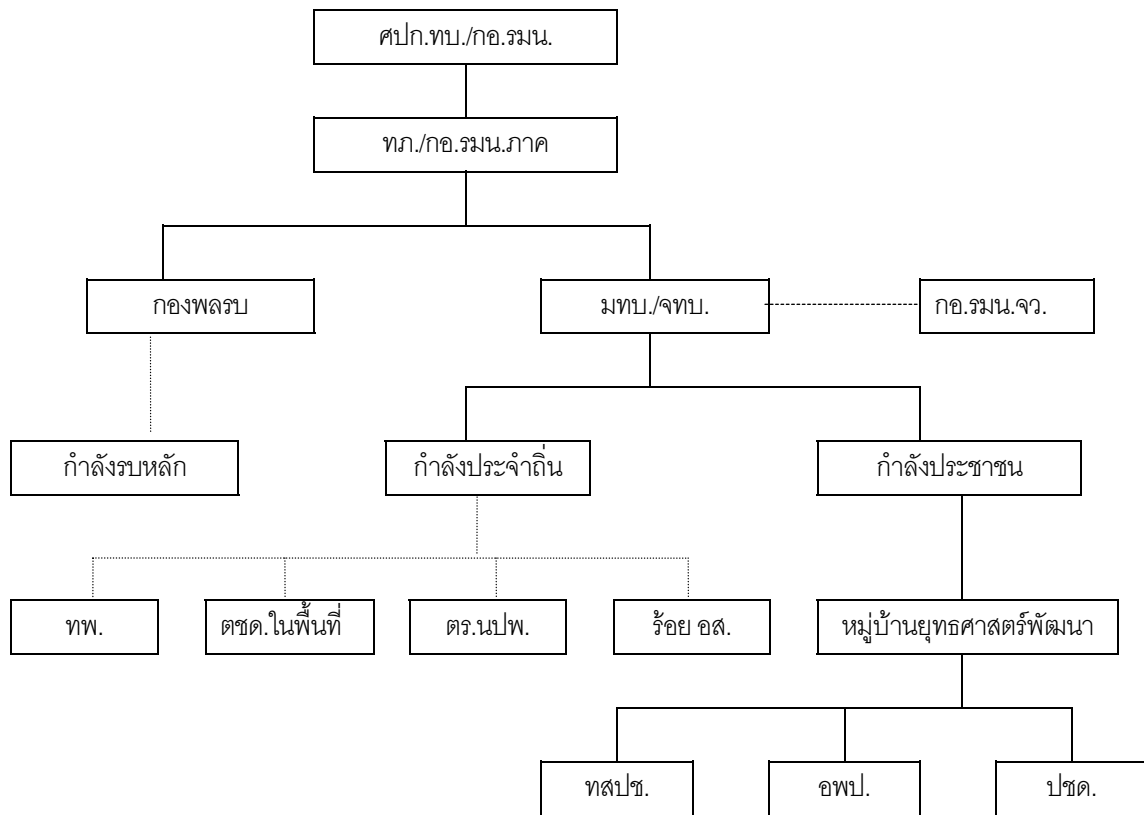 ศปก.ทบ./กอ.รมน.
ทภ./กอ.รมน.ภาค
กองพลรบ
มทบ./จทบ.
กอ.รมน.จว.
กำลังรบหลัก
กำลังประจำถิ่น
กำลังประชาชน
ทพ.
ตชด.ในพื้นที่
ตร.นปพ.
ร้อย อส.
หมู่บ้านยุทธศาสตร์พัฒนา
ทสปช.
อพป.
ปชด.